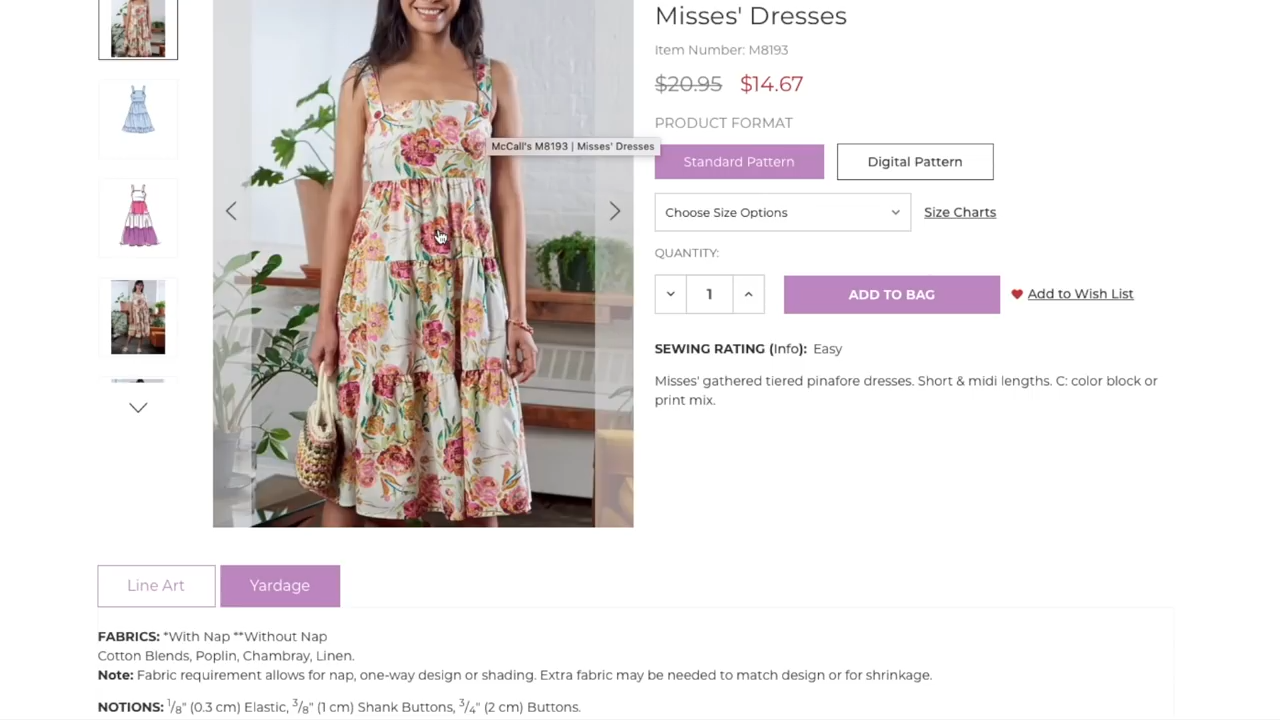 Misses' Dresses
Item Number: M8193
$20.95 $14.67
PRODUCT FORMAT
McCall's M8193 | Misses' Dresses
Standard Pattern Digital Pattern
Choose Size Options Size Charts
QUANTITY:
1 ADD TO BAG Add to Wish List
SEWING RATING (Info): Easy
Misses' gathered tiered pinafore dresses. Short & midi lengths. C: color block or
print mix.
Line Art Yardage
FABRICS: *With Nap **Without Nap
Cotton Blends, Poplin, Chambray, Linen.
Note: Fabric requirement allows for nap, one-way design or shading. Extra fabric may be needed to match design or for shrinkage.
NOTIONS: 1/8" (0.3 cm) Elastic, 3/8" (1 cm) Shank Buttons, 3/4" (2 cm) Buttons.